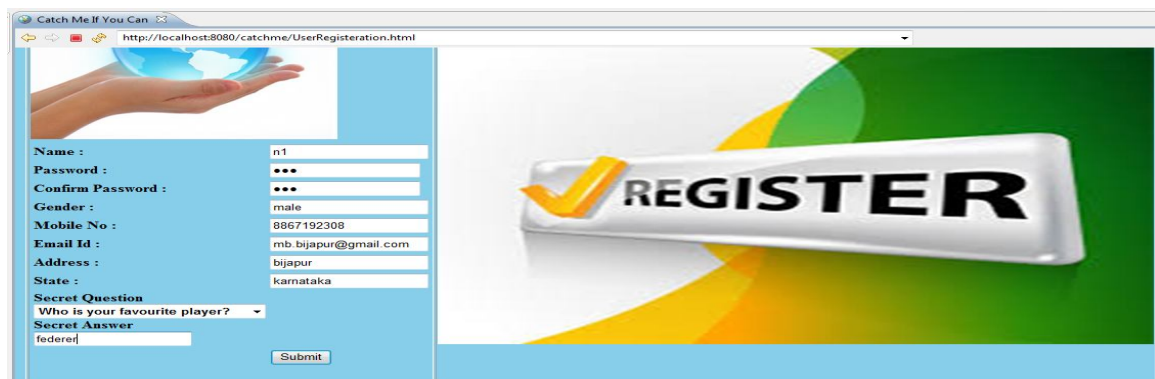 Catch Me If You Can
http://localhost:8080/catchme/UserRegisteration.html
Name : n1
Password : •••
Confirm Password : •••
Gender : male
Mobile No : 8867192308
Email Id : mb.bijapur@gmail.com
Address : bijapur
State : karnataka
Secret Question
Who is your favourite player?
Secret Answer
federer
Submit
REGISTER